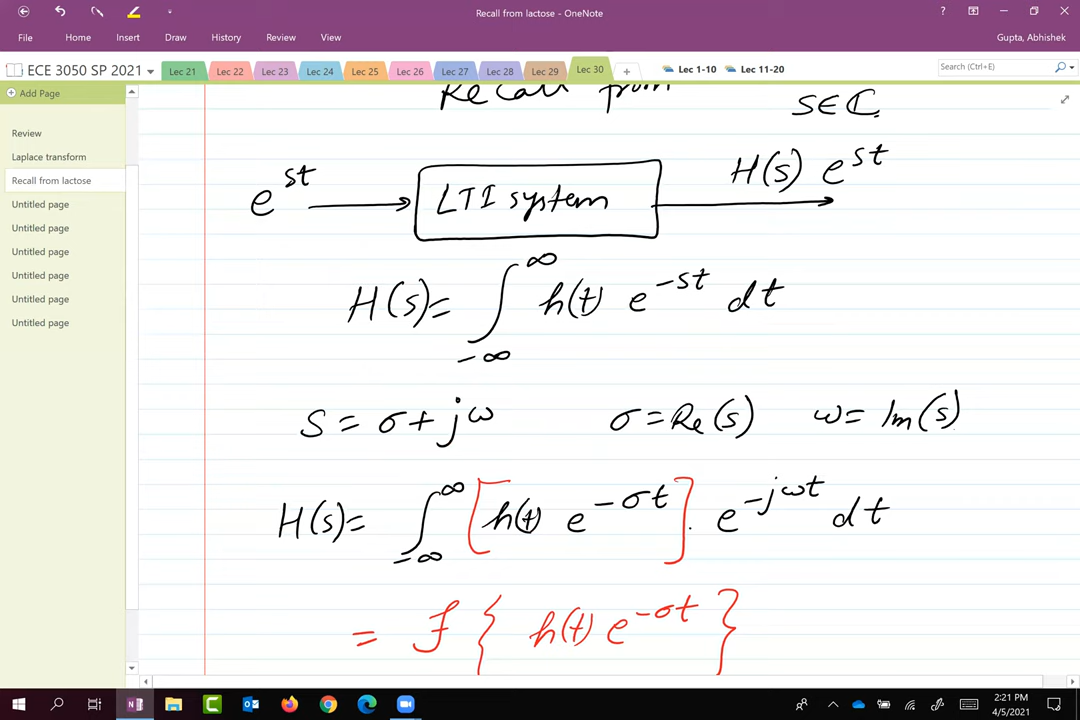 Recall from lactose - OneNote
?
File Home Insert Draw History Review View
Gupta, Abhishek
ECE 3050 SP 2021
Lec 21 Lec 22 Lec 23 Lec 24 Lec 25 Lec 26 Lec 27 Lec 28 Lec 29 Lec 30 + Lec 1-10 Lec 11-20
Search (Ctrl+E)
Add Page
Review
Laplace transform
Recall from lactose
Untitled page
Untitled page
Untitled page
Untitled page
Untitled page
Untitled page
Recall from
S∈ℂ.
e^{st} → LTI system → H(s) e^{st}
H(s)= ∫_{-∞}^{∞} h(t) e^{-st} dt
S = σ + jω σ = Re(s) ω = Im(s)
H(s)= ∫_{-∞}^{∞} [h(t) e^{-σt}] . e^{-jωt} dt
= F { h(t) e^{-σt} }
2:21 PM
4/5/2021